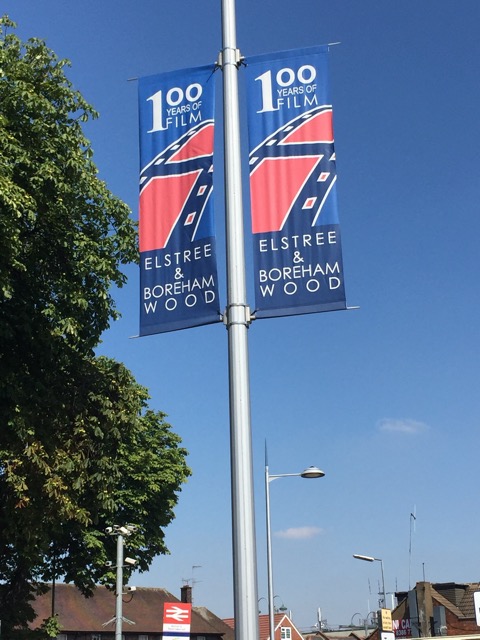 100
YEARS OF
FILM
ELSTREE
&
BOREHAM
WOOD
100
YEARS OF
FILM
ELSTREE
&
BOREHAM
WOOD